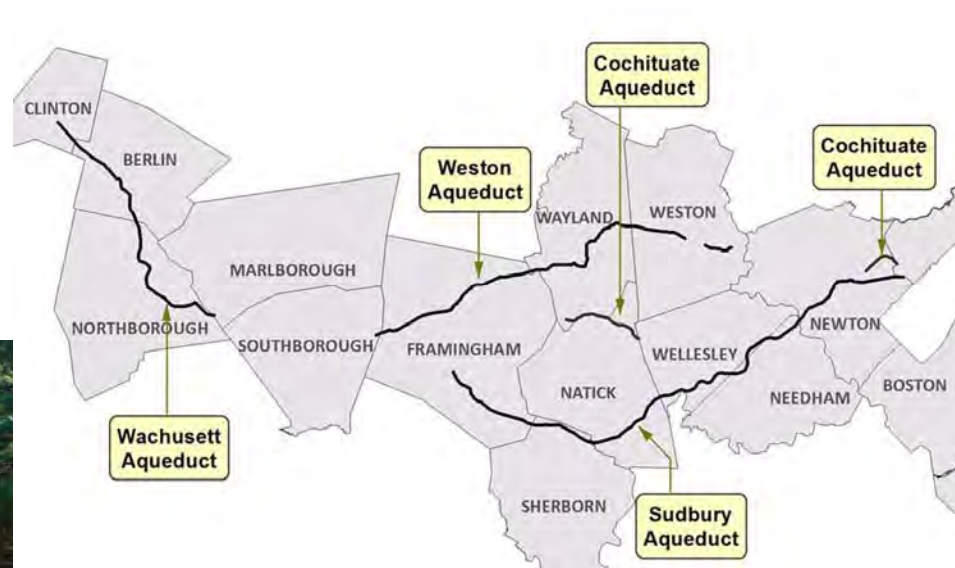 Cochituate
Aqueduct
CLINTON
BERLIN
Weston
Aqueduct
Cochituate
Aqueduct
WAYLAND
WESTON
MARLBOROUGH
NORTHBOROUGH
SOUTHBOROUGH
FRAMINGHAM
WELLESLEY
NEWTON
NATICK
NEEDHAM
BOSTON
Wachusett
Aqueduct
SHERBORN
Sudbury
Aqueduct